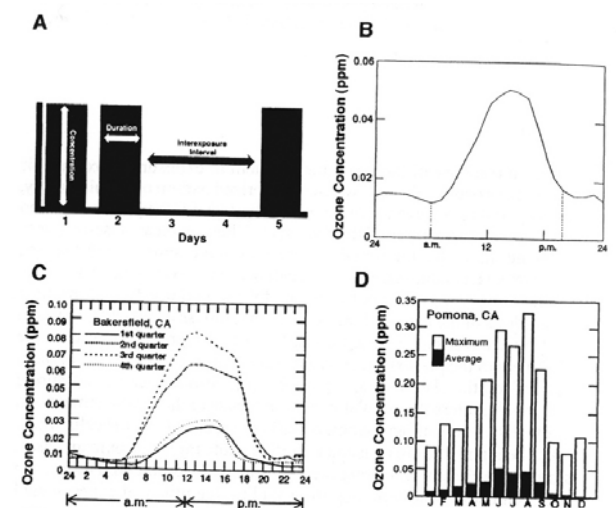 A
Concentration
Duration
Interexposure
Interval
1 2 3 4 5
Days
B
Ozone Concentration (ppm)
0.06
0.04
0.02
0
24 a.m. 12 p.m. 24
C
Ozone Concentration (ppm)
0.10
0.09
0.08
0.07
0.06
0.05
0.04
0.03
0.02
0.01
0
Bakersfield, CA
1st quarter
2nd quarter
3rd quarter
4th quarter
24 2 4 6 8 10 12 14 16 18 20 22 24
a.m. p.m.
D
Ozone Concentration (ppm)
0.35
0.30
0.25
0.20
0.15
0.10
0.05
0.00
Pomona, CA
Maximum
Average
J F M A M J J A S O N D